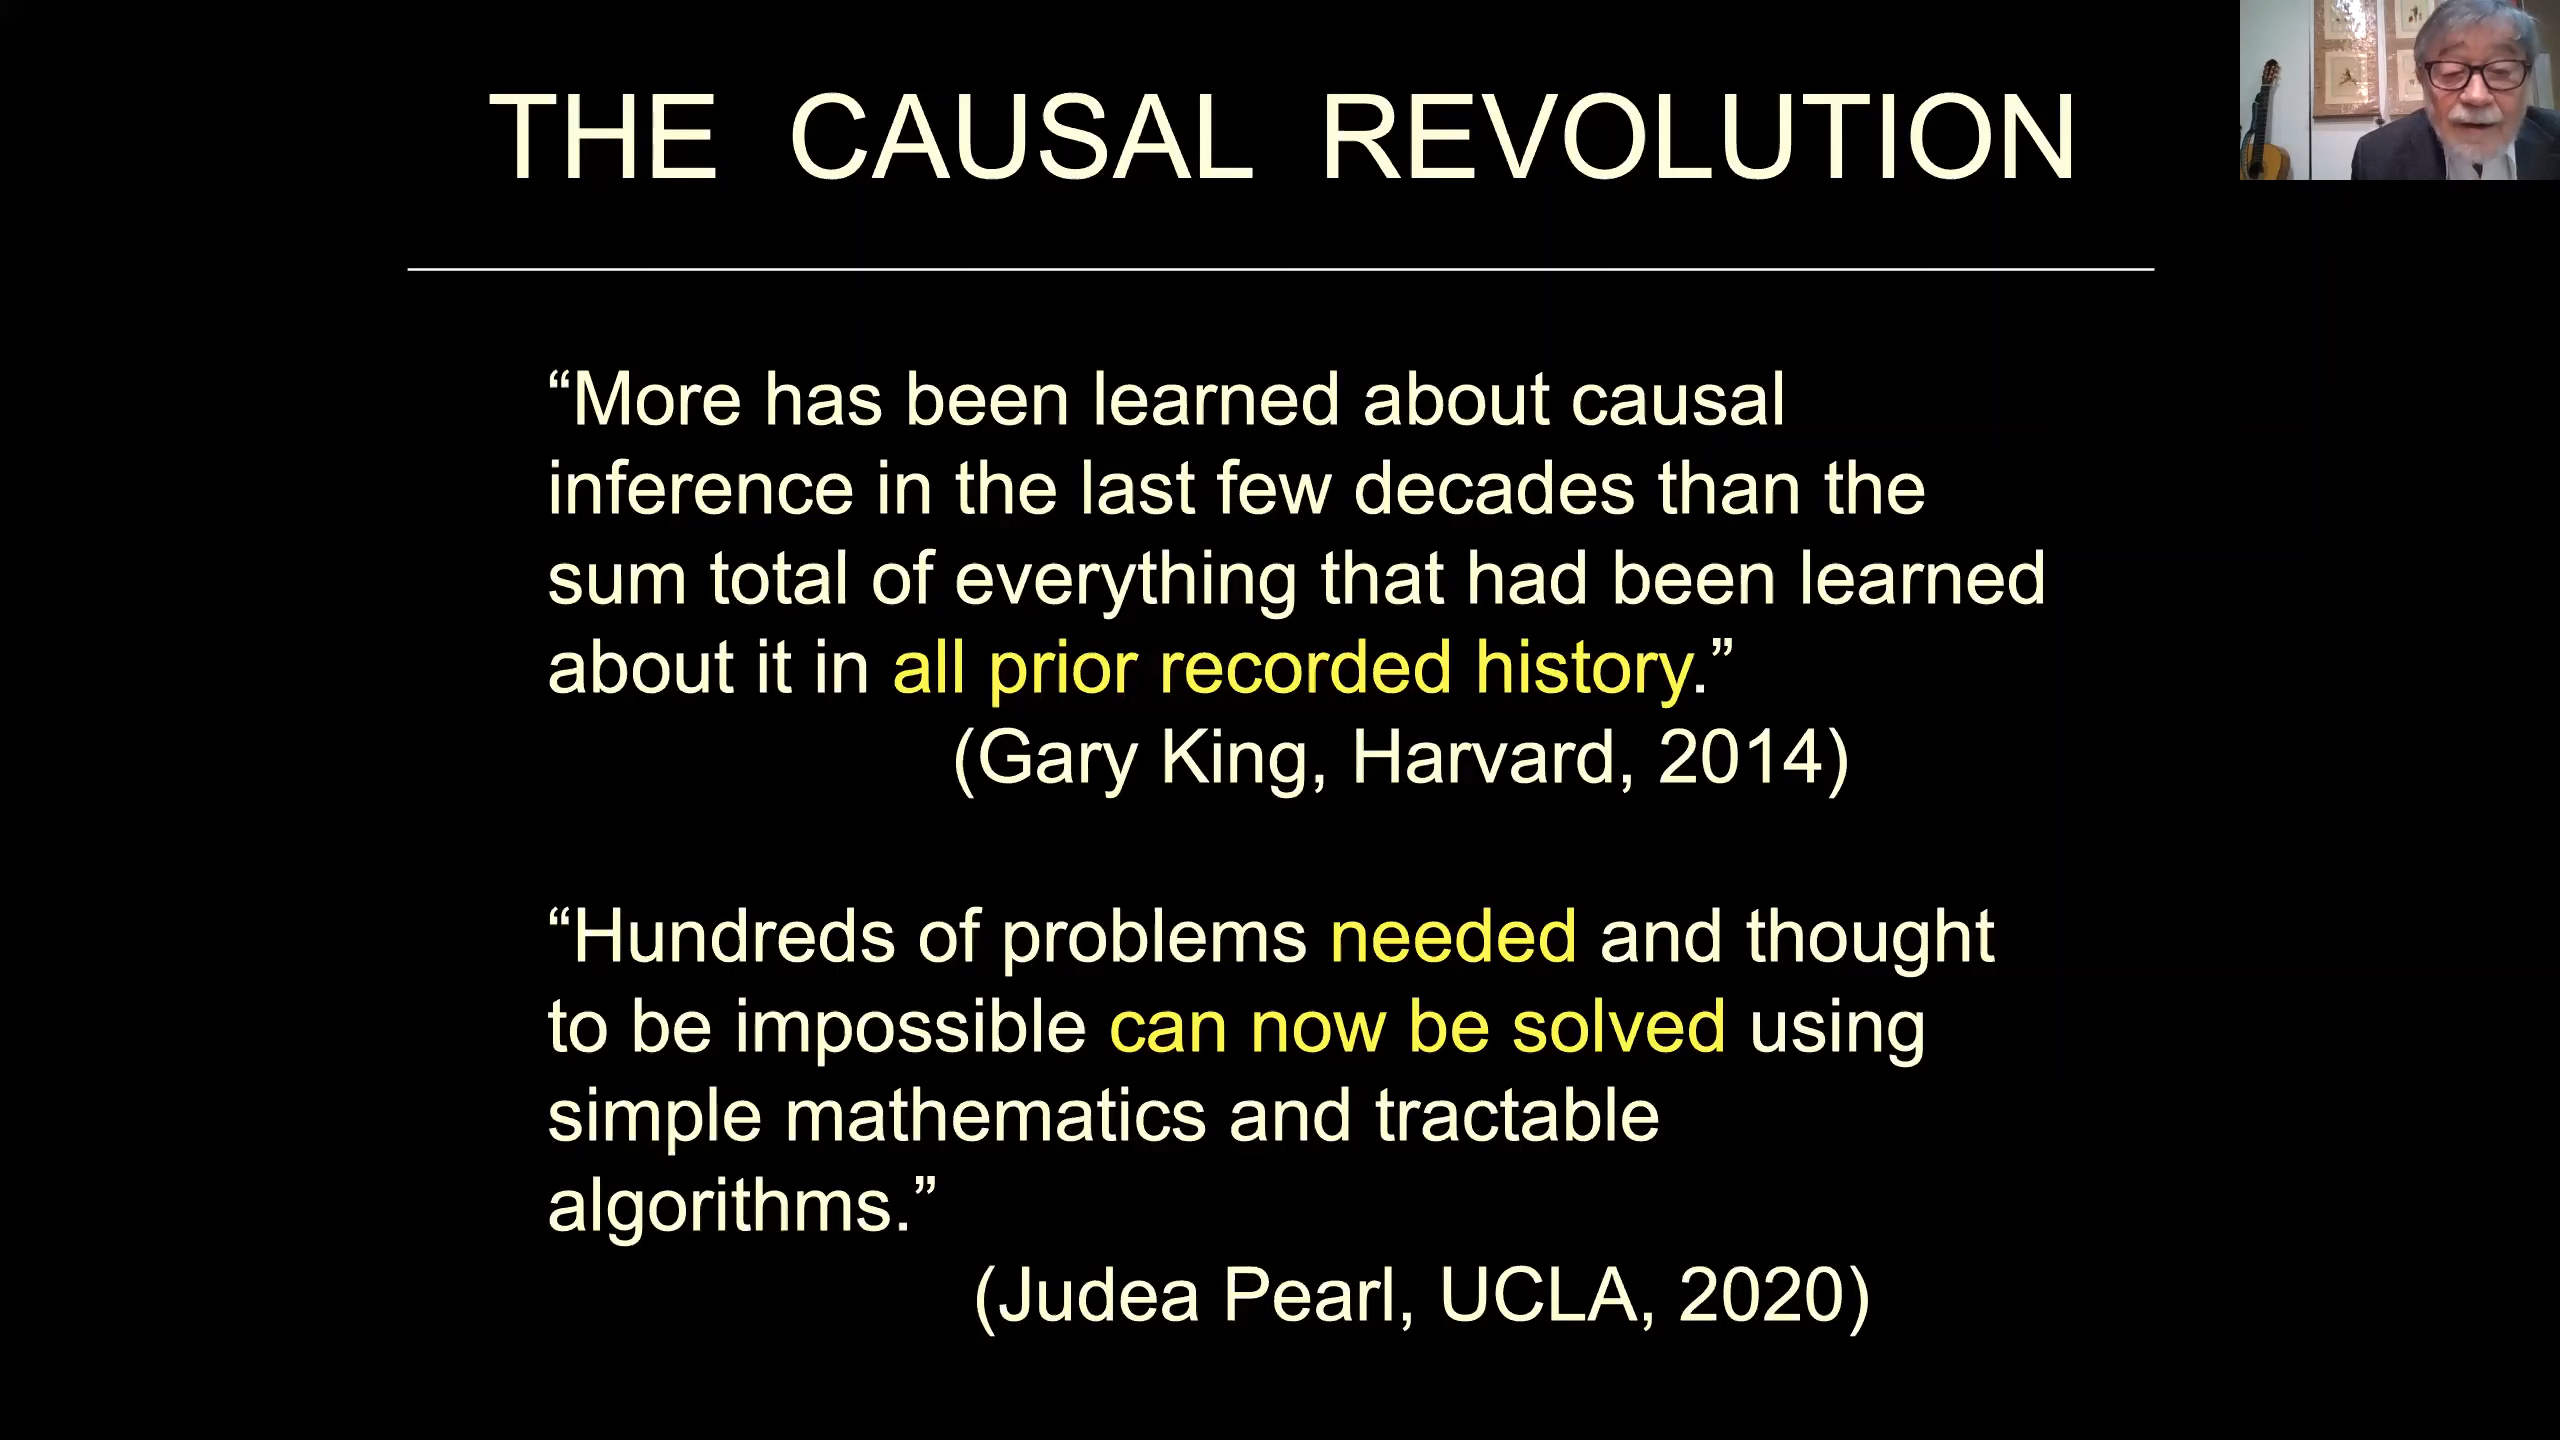 THE CAUSAL REVOLUTION
“More has been learned about causal
inference in the last few decades than the
sum total of everything that had been learned
about it in all prior recorded history.”
(Gary King, Harvard, 2014)
“Hundreds of problems needed and thought
to be impossible can now be solved using
simple mathematics and tractable
algorithms.”
(Judea Pearl, UCLA, 2020)